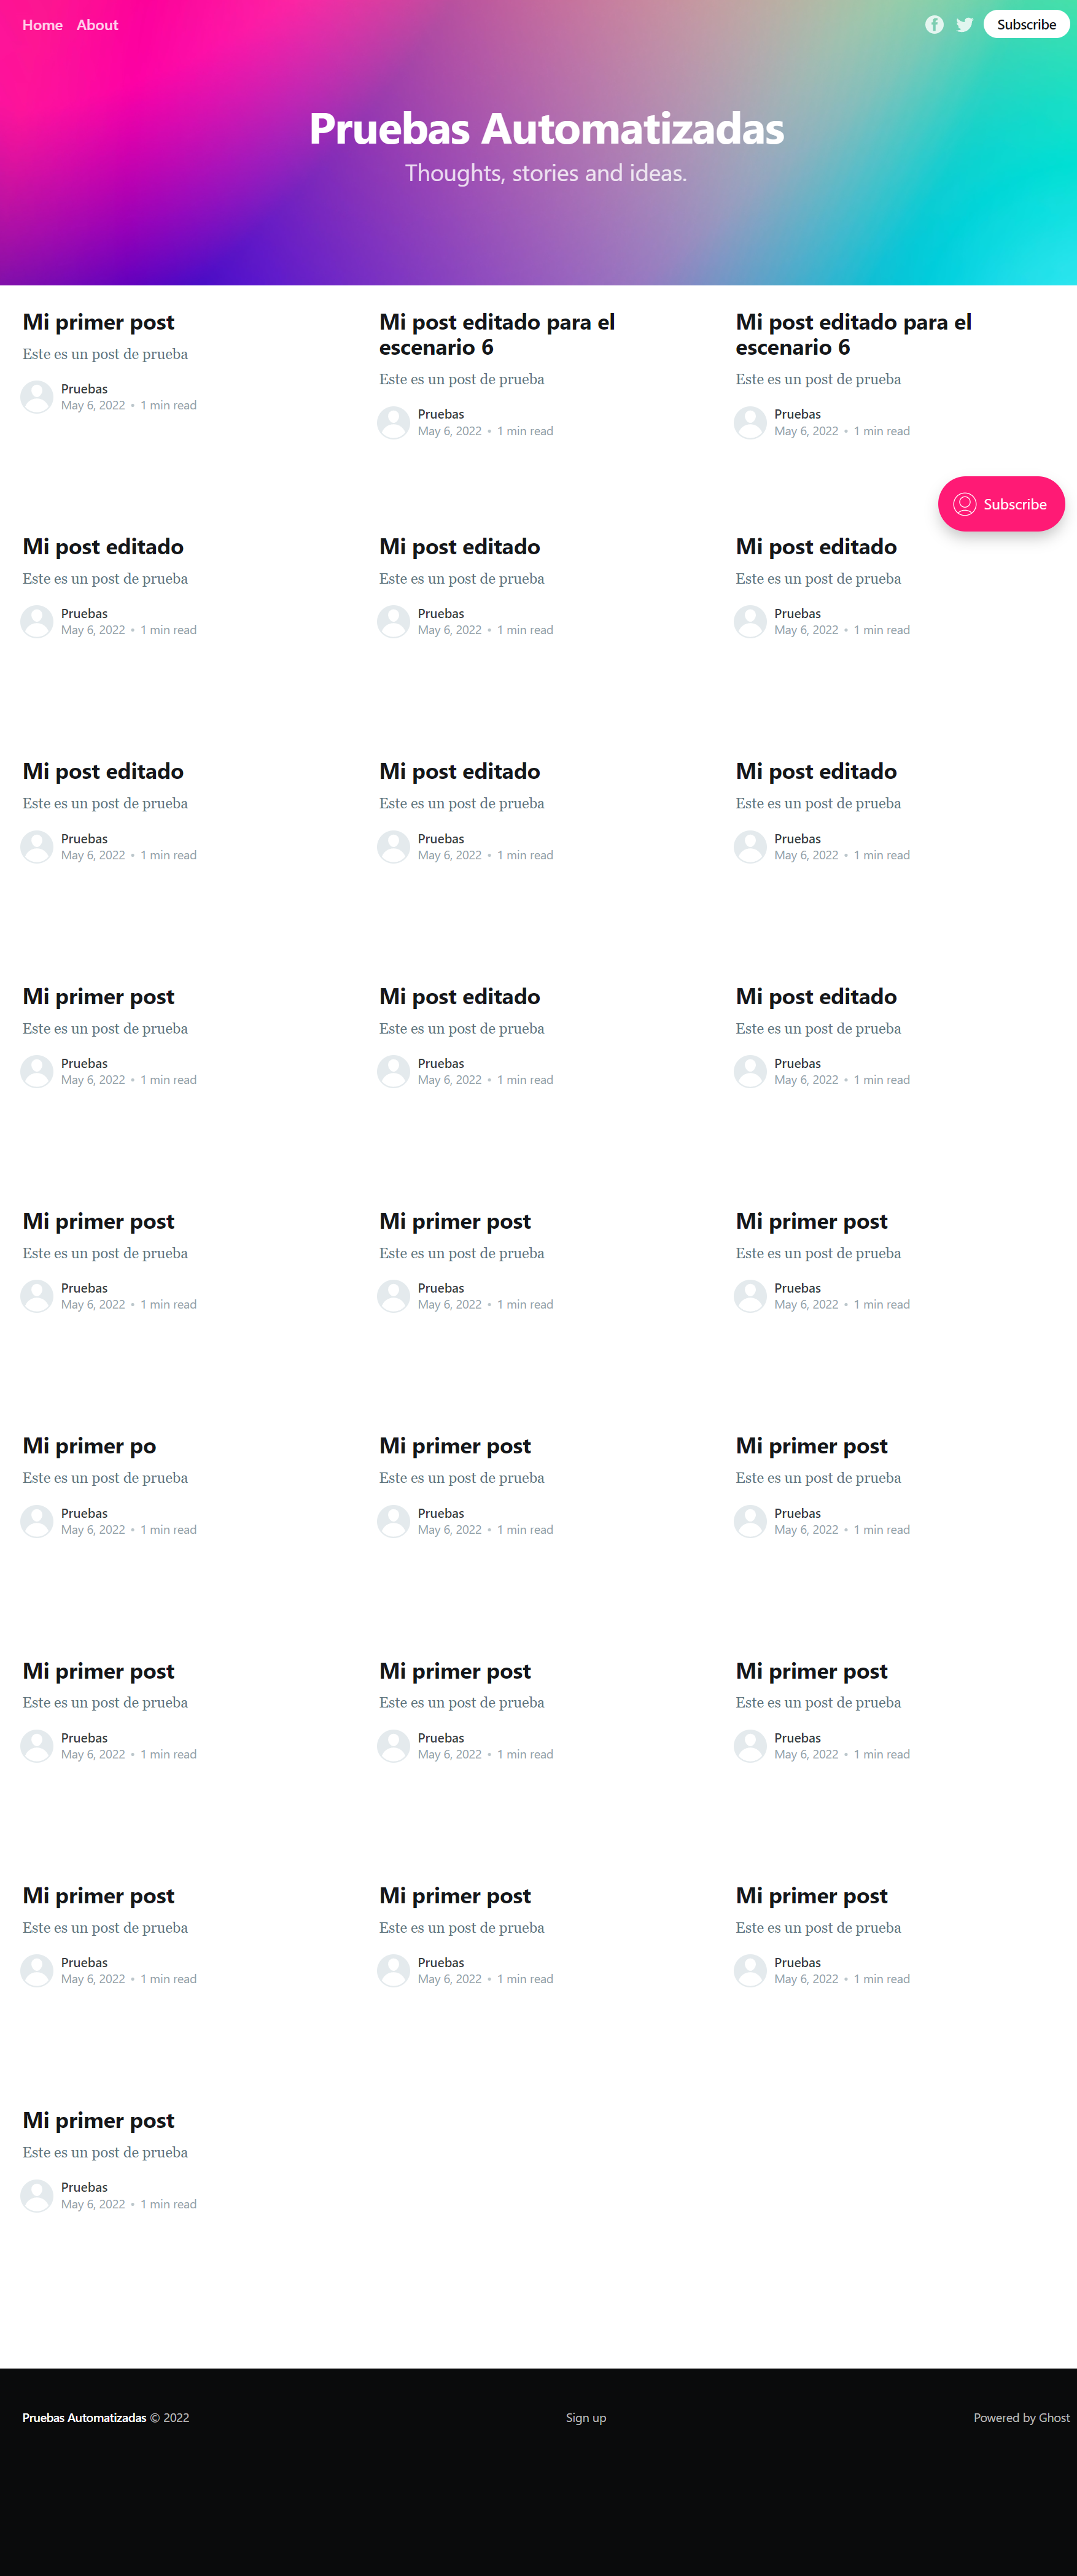 Home About Subscribe
Pruebas Automatizadas
Thoughts, stories and ideas.
Mi primer post
Este es un post de prueba
Pruebas
May 6, 2022 • 1 min read
Mi post editado para el
escenario 6
Este es un post de prueba
Pruebas
May 6, 2022 • 1 min read
Mi post editado para el
escenario 6
Este es un post de prueba
Pruebas
May 6, 2022 • 1 min read
Subscribe
Mi post editado
Este es un post de prueba
Pruebas
May 6, 2022 • 1 min read
Mi post editado
Este es un post de prueba
Pruebas
May 6, 2022 • 1 min read
Mi post editado
Este es un post de prueba
Pruebas
May 6, 2022 • 1 min read
Mi post editado
Este es un post de prueba
Pruebas
May 6, 2022 • 1 min read
Mi post editado
Este es un post de prueba
Pruebas
May 6, 2022 • 1 min read
Mi post editado
Este es un post de prueba
Pruebas
May 6, 2022 • 1 min read
Mi primer post
Este es un post de prueba
Pruebas
May 6, 2022 • 1 min read
Mi post editado
Este es un post de prueba
Pruebas
May 6, 2022 • 1 min read
Mi post editado
Este es un post de prueba
Pruebas
May 6, 2022 • 1 min read
Mi primer post
Este es un post de prueba
Pruebas
May 6, 2022 • 1 min read
Mi primer post
Este es un post de prueba
Pruebas
May 6, 2022 • 1 min read
Mi primer post
Este es un post de prueba
Pruebas
May 6, 2022 • 1 min read
Mi primer po
Este es un post de prueba
Pruebas
May 6, 2022 • 1 min read
Mi primer post
Este es un post de prueba
Pruebas
May 6, 2022 • 1 min read
Mi primer post
Este es un post de prueba
Pruebas
May 6, 2022 • 1 min read
Mi primer post
Este es un post de prueba
Pruebas
May 6, 2022 • 1 min read
Mi primer post
Este es un post de prueba
Pruebas
May 6, 2022 • 1 min read
Mi primer post
Este es un post de prueba
Pruebas
May 6, 2022 • 1 min read
Mi primer post
Este es un post de prueba
Pruebas
May 6, 2022 • 1 min read
Mi primer post
Este es un post de prueba
Pruebas
May 6, 2022 • 1 min read
Mi primer post
Este es un post de prueba
Pruebas
May 6, 2022 • 1 min read
Mi primer post
Este es un post de prueba
Pruebas
May 6, 2022 • 1 min read
Pruebas Automatizadas © 2022
Sign up
Powered by Ghost